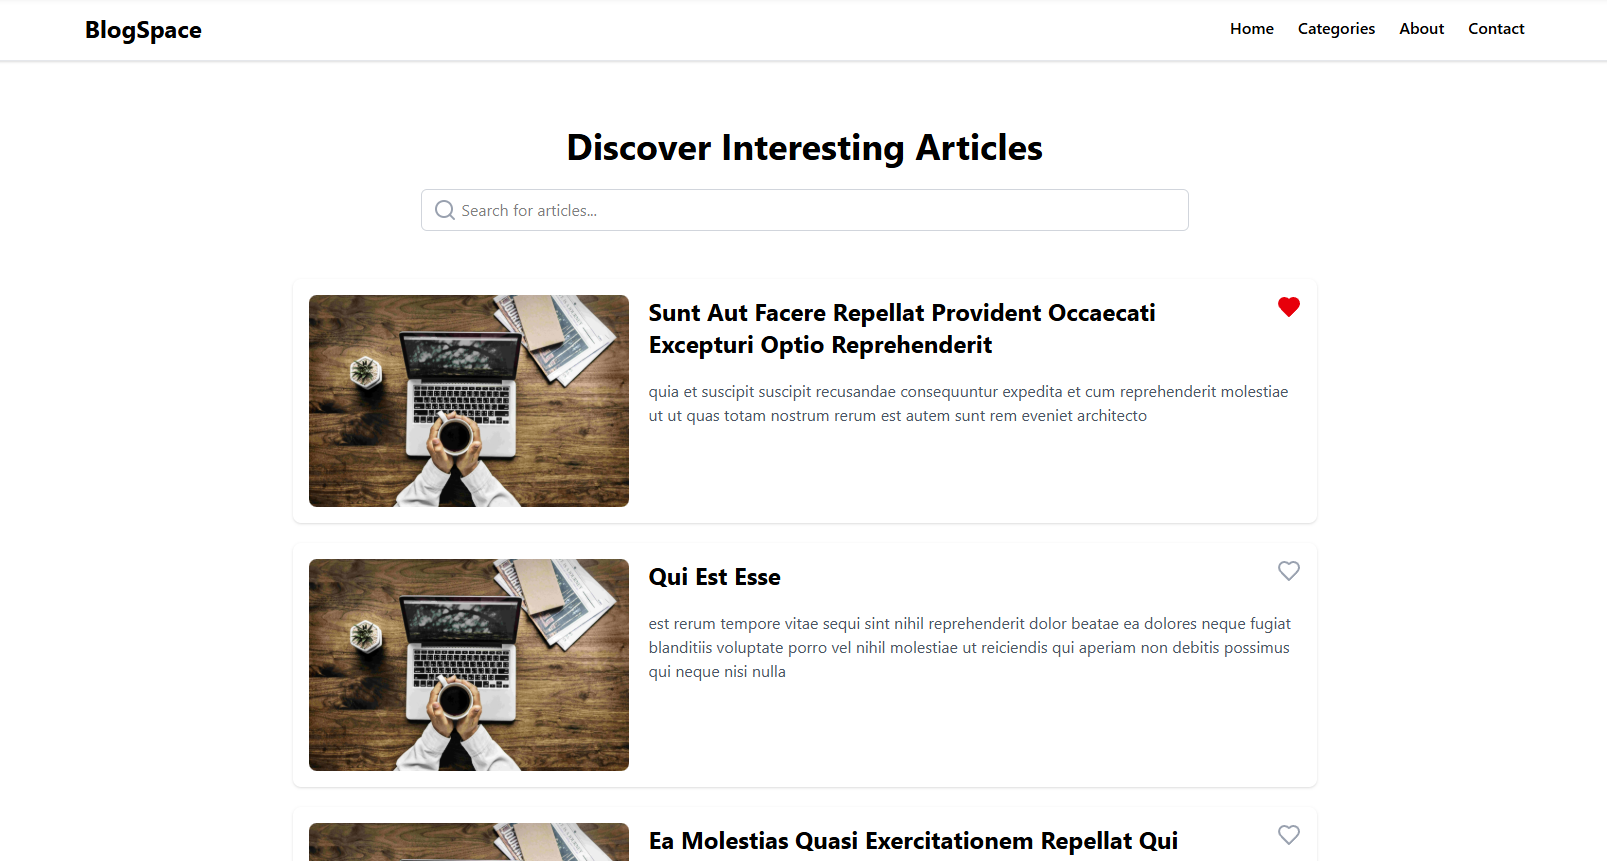 BlogSpace
Home Categories About Contact
Discover Interesting Articles
Search for articles...
Sunt Aut Facere Repellat Provident Occaecati
Excepturi Optio Reprehenderit
quia et suscipit suscipit recusandae consequuntur expedita et cum reprehenderit molestiae
ut ut quas totam nostrum rerum est autem sunt rem eveniet architecto
Qui Est Esse
est rerum tempore vitae sequi sint nihil reprehenderit dolor beatae ea dolores neque fugiat
blanditiis voluptate porro vel nihil molestiae ut reiciendis qui aperiam non debitis possimus
qui neque nisi nulla
Ea Molestias Quasi Exercitationem Repellat Qui